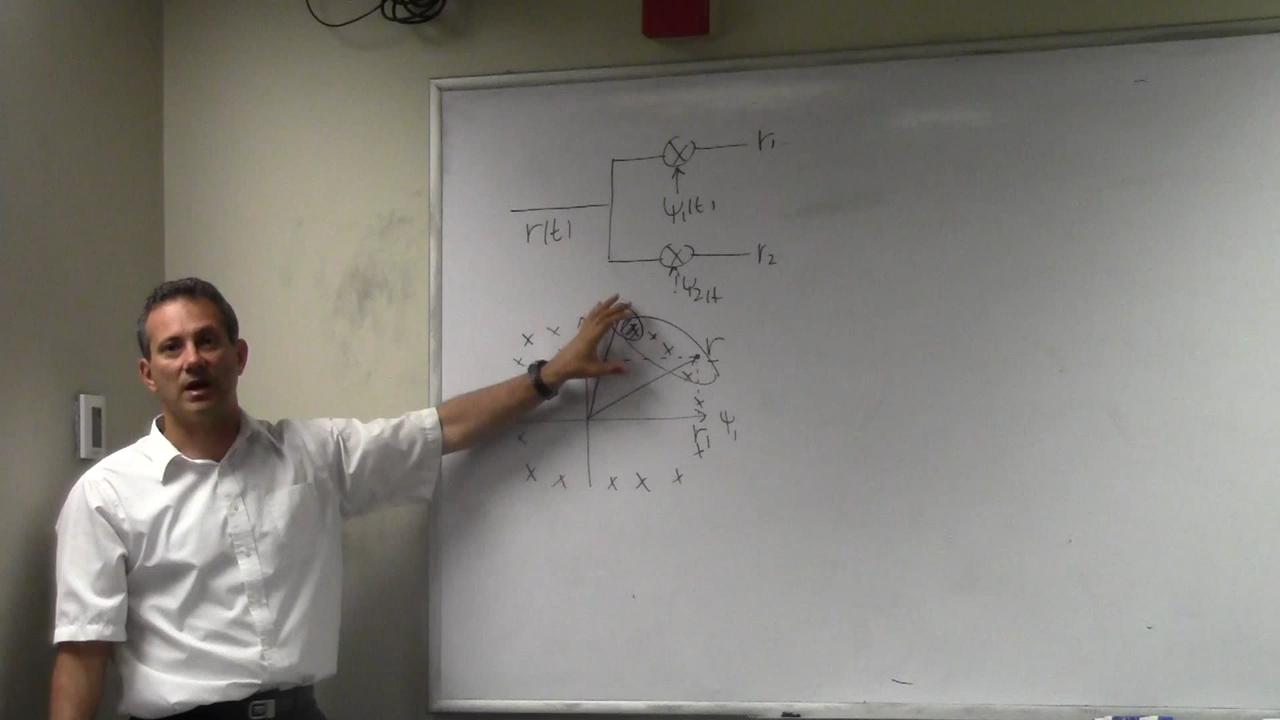 r₁
ψ₁(t)
r(t)
r₂
ψ₂(t
r
ψ₁
r₁